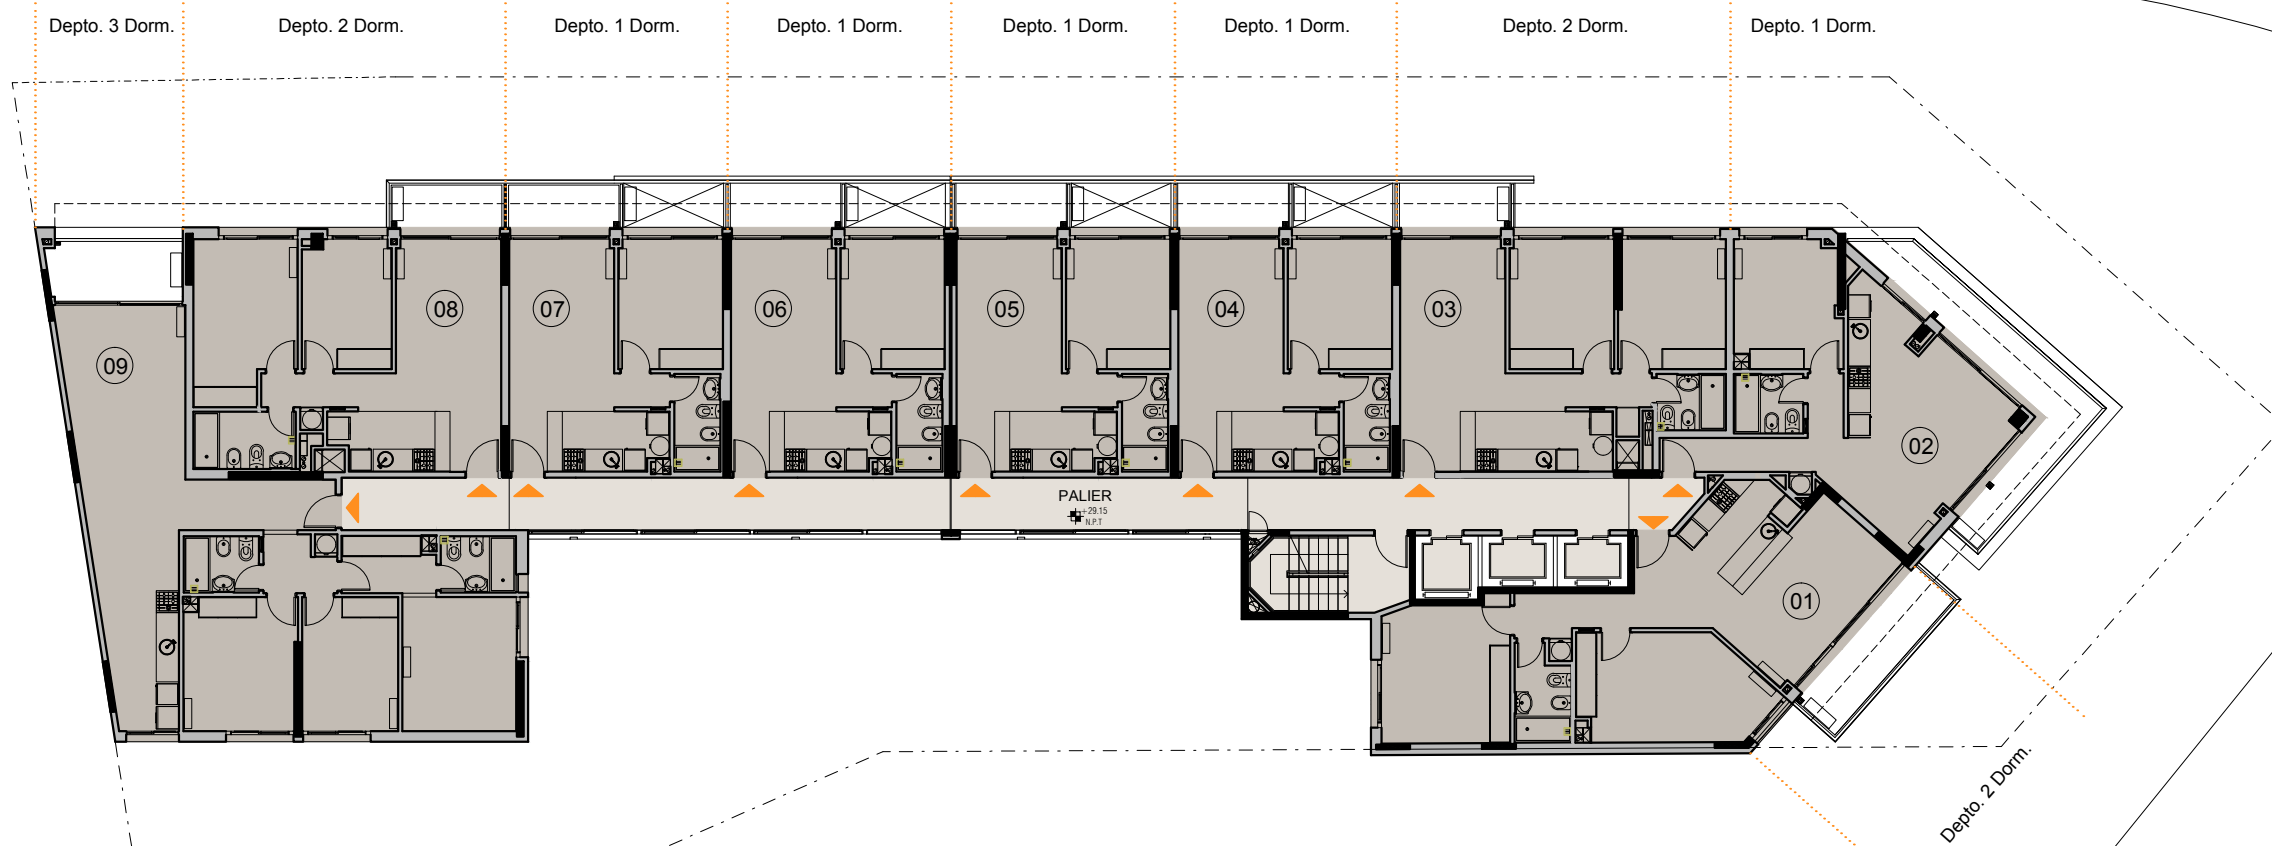 Depto. 3 Dorm.
Depto. 2 Dorm.
Depto. 1 Dorm.
Depto. 1 Dorm.
Depto. 1 Dorm.
Depto. 1 Dorm.
Depto. 2 Dorm.
Depto. 1 Dorm.
09
08
07
06
05
04
03
02
01
PALIER
+29.15
N.P.T
Depto. 2 Dorm.